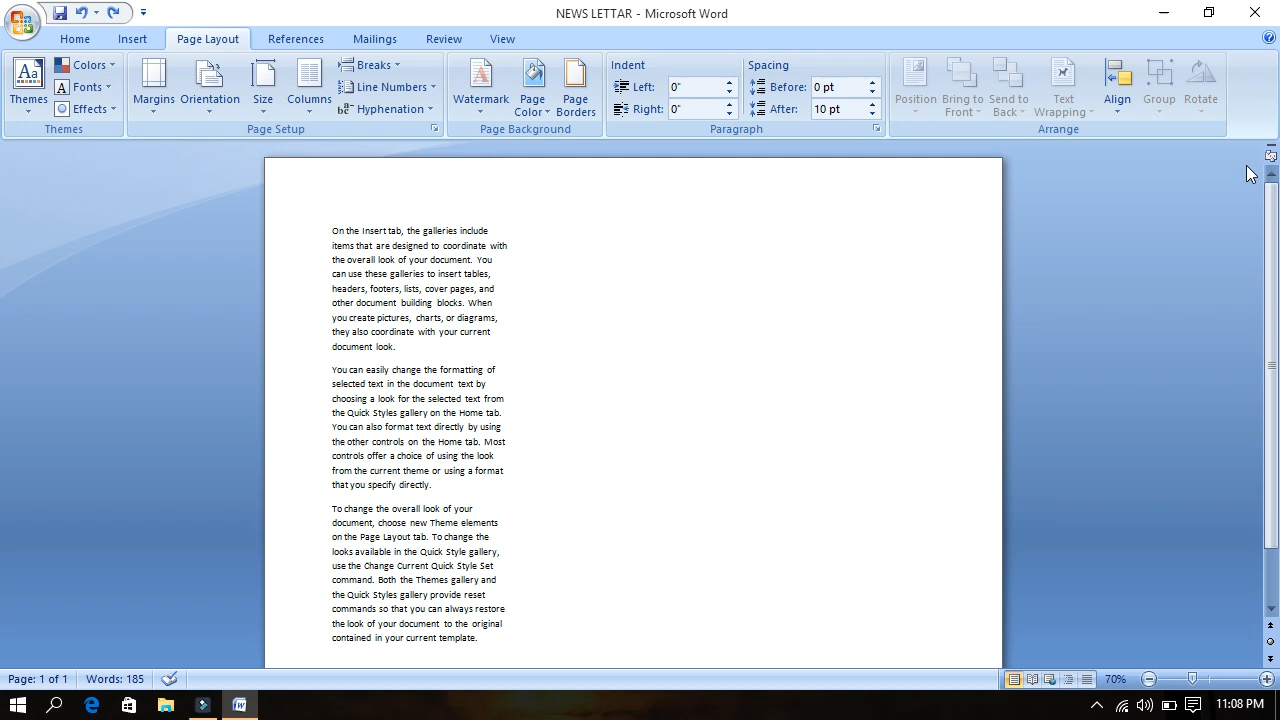 NEWS LETTAR - Microsoft Word
Home Insert Page Layout References Mailings Review View
Aa Themes
Colors
Fonts
Effects
Themes
Margins Orientation Size Columns
Breaks
Line Numbers
Hyphenation
Page Setup
Watermark Page Color Page Borders
Page Background
Indent
Left: 0"
Right: 0"
Spacing
Before: 0 pt
After: 10 pt
Paragraph
Position Bring to Front Send to Back Text Wrapping Align Group Rotate
Arrange
On the Insert tab, the galleries include
items that are designed to coordinate with
the overall look of your document. You
can use these galleries to insert tables,
headers, footers, lists, cover pages, and
other document building blocks. When
you create pictures, charts, or diagrams,
they also coordinate with your current
document look.
You can easily change the formatting of
selected text in the document text by
choosing a look for the selected text from
the Quick Styles gallery on the Home tab.
You can also format text directly by using
the other controls on the Home tab. Most
controls offer a choice of using the look
from the current theme or using a format
that you specify directly.
To change the overall look of your
document, choose new Theme elements
on the Page Layout tab. To change the
looks available in the Quick Style gallery,
use the Change Current Quick Style Set
command. Both the Themes gallery and
the Quick Styles gallery provide reset
commands so that you can always restore
the look of your document to the original
contained in your current template.
Page: 1 of 1 Words: 185 70%
11:08 PM